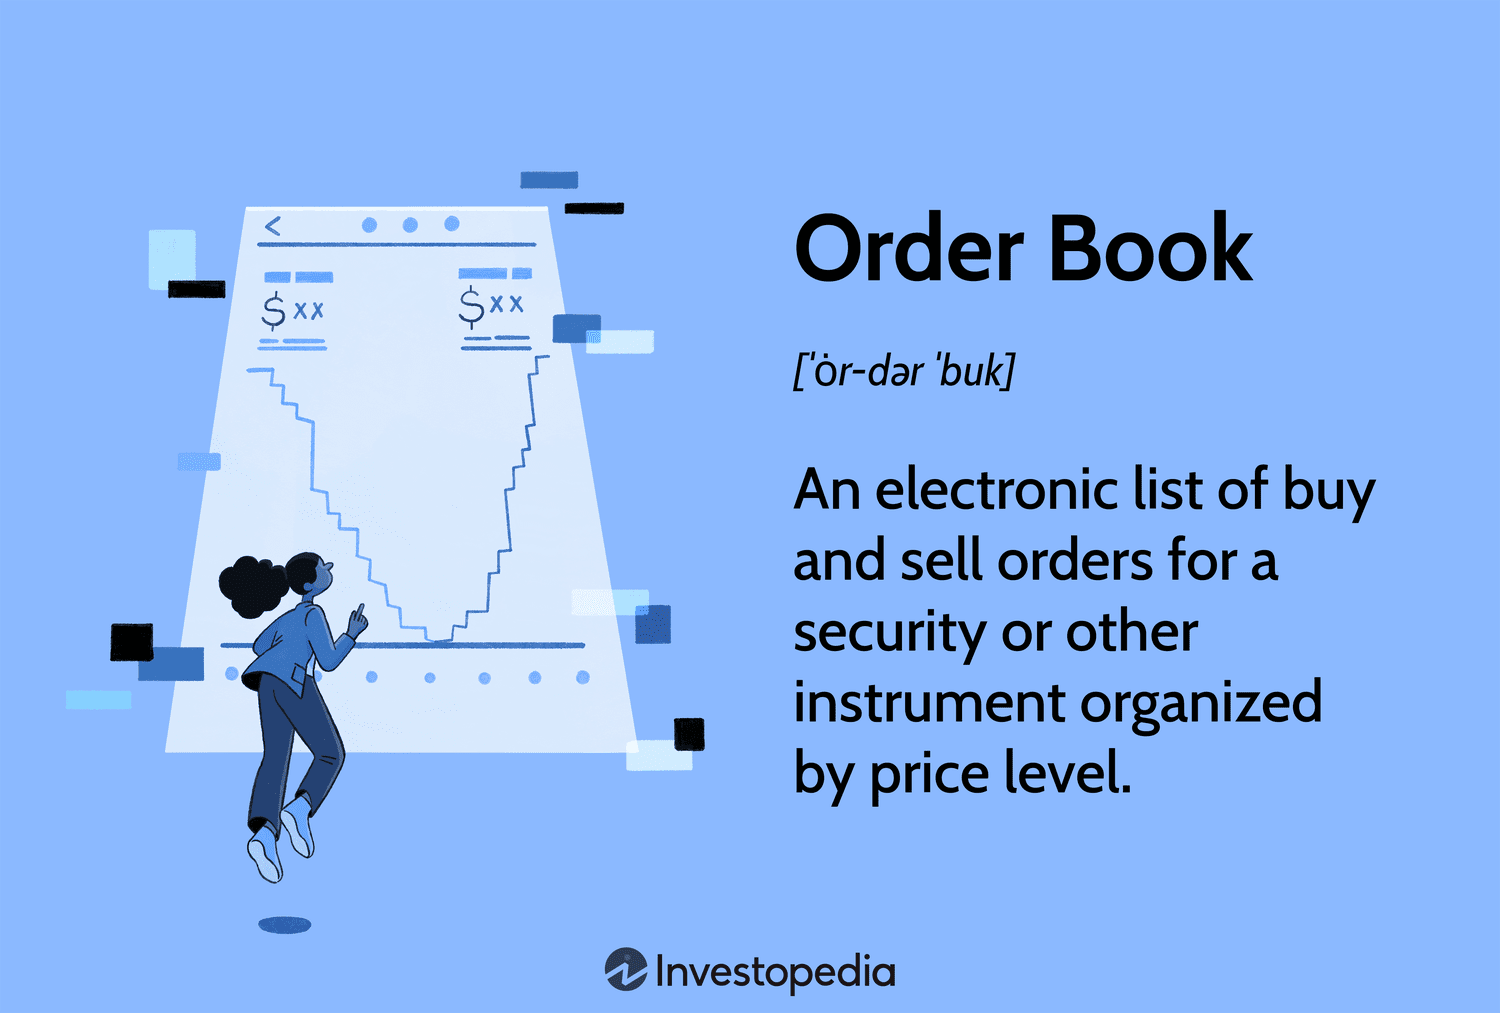 <
$xx
$xx
Order Book
[ˈȯr-dər ˈbuk]
An electronic list of buy
and sell orders for a
security or other
instrument organized
by price level.
Investopedia